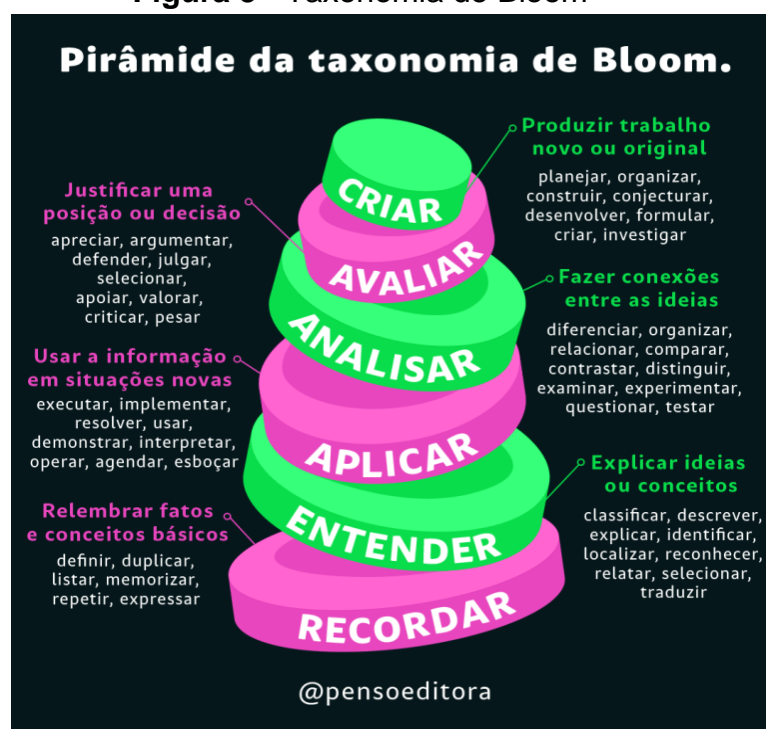 Pirâmide da taxonomia de Bloom.
Produzir trabalho
novo ou original
planejar, organizar,
construir, conjecturar,
desenvolver, formular,
criar, investigar
CRIAR
Justificar uma
posição ou decisão
apreciar, argumentar,
defender, julgar,
selecionar,
apoiar, valorar,
criticar, pesar
AVALIAR
Fazer conexões
entre as ideias
diferenciar, organizar,
relacionar, comparar,
contrastar, distinguir,
examinar, experimentar,
questionar, testar
ANALISAR
Usar a informação
em situações novas
executar, implementar,
resolver, usar,
demonstrar, interpretar,
operar, agendar, esboçar
APLICAR
Explicar ideias
ou conceitos
classificar, descrever,
explicar, identificar,
localizar, reconhecer,
relatar, selecionar,
traduzir
ENTENDER
Relembrar fatos
e conceitos básicos
definir, duplicar,
listar, memorizar,
repetir, expressar
RECORDAR
@pensoeditora